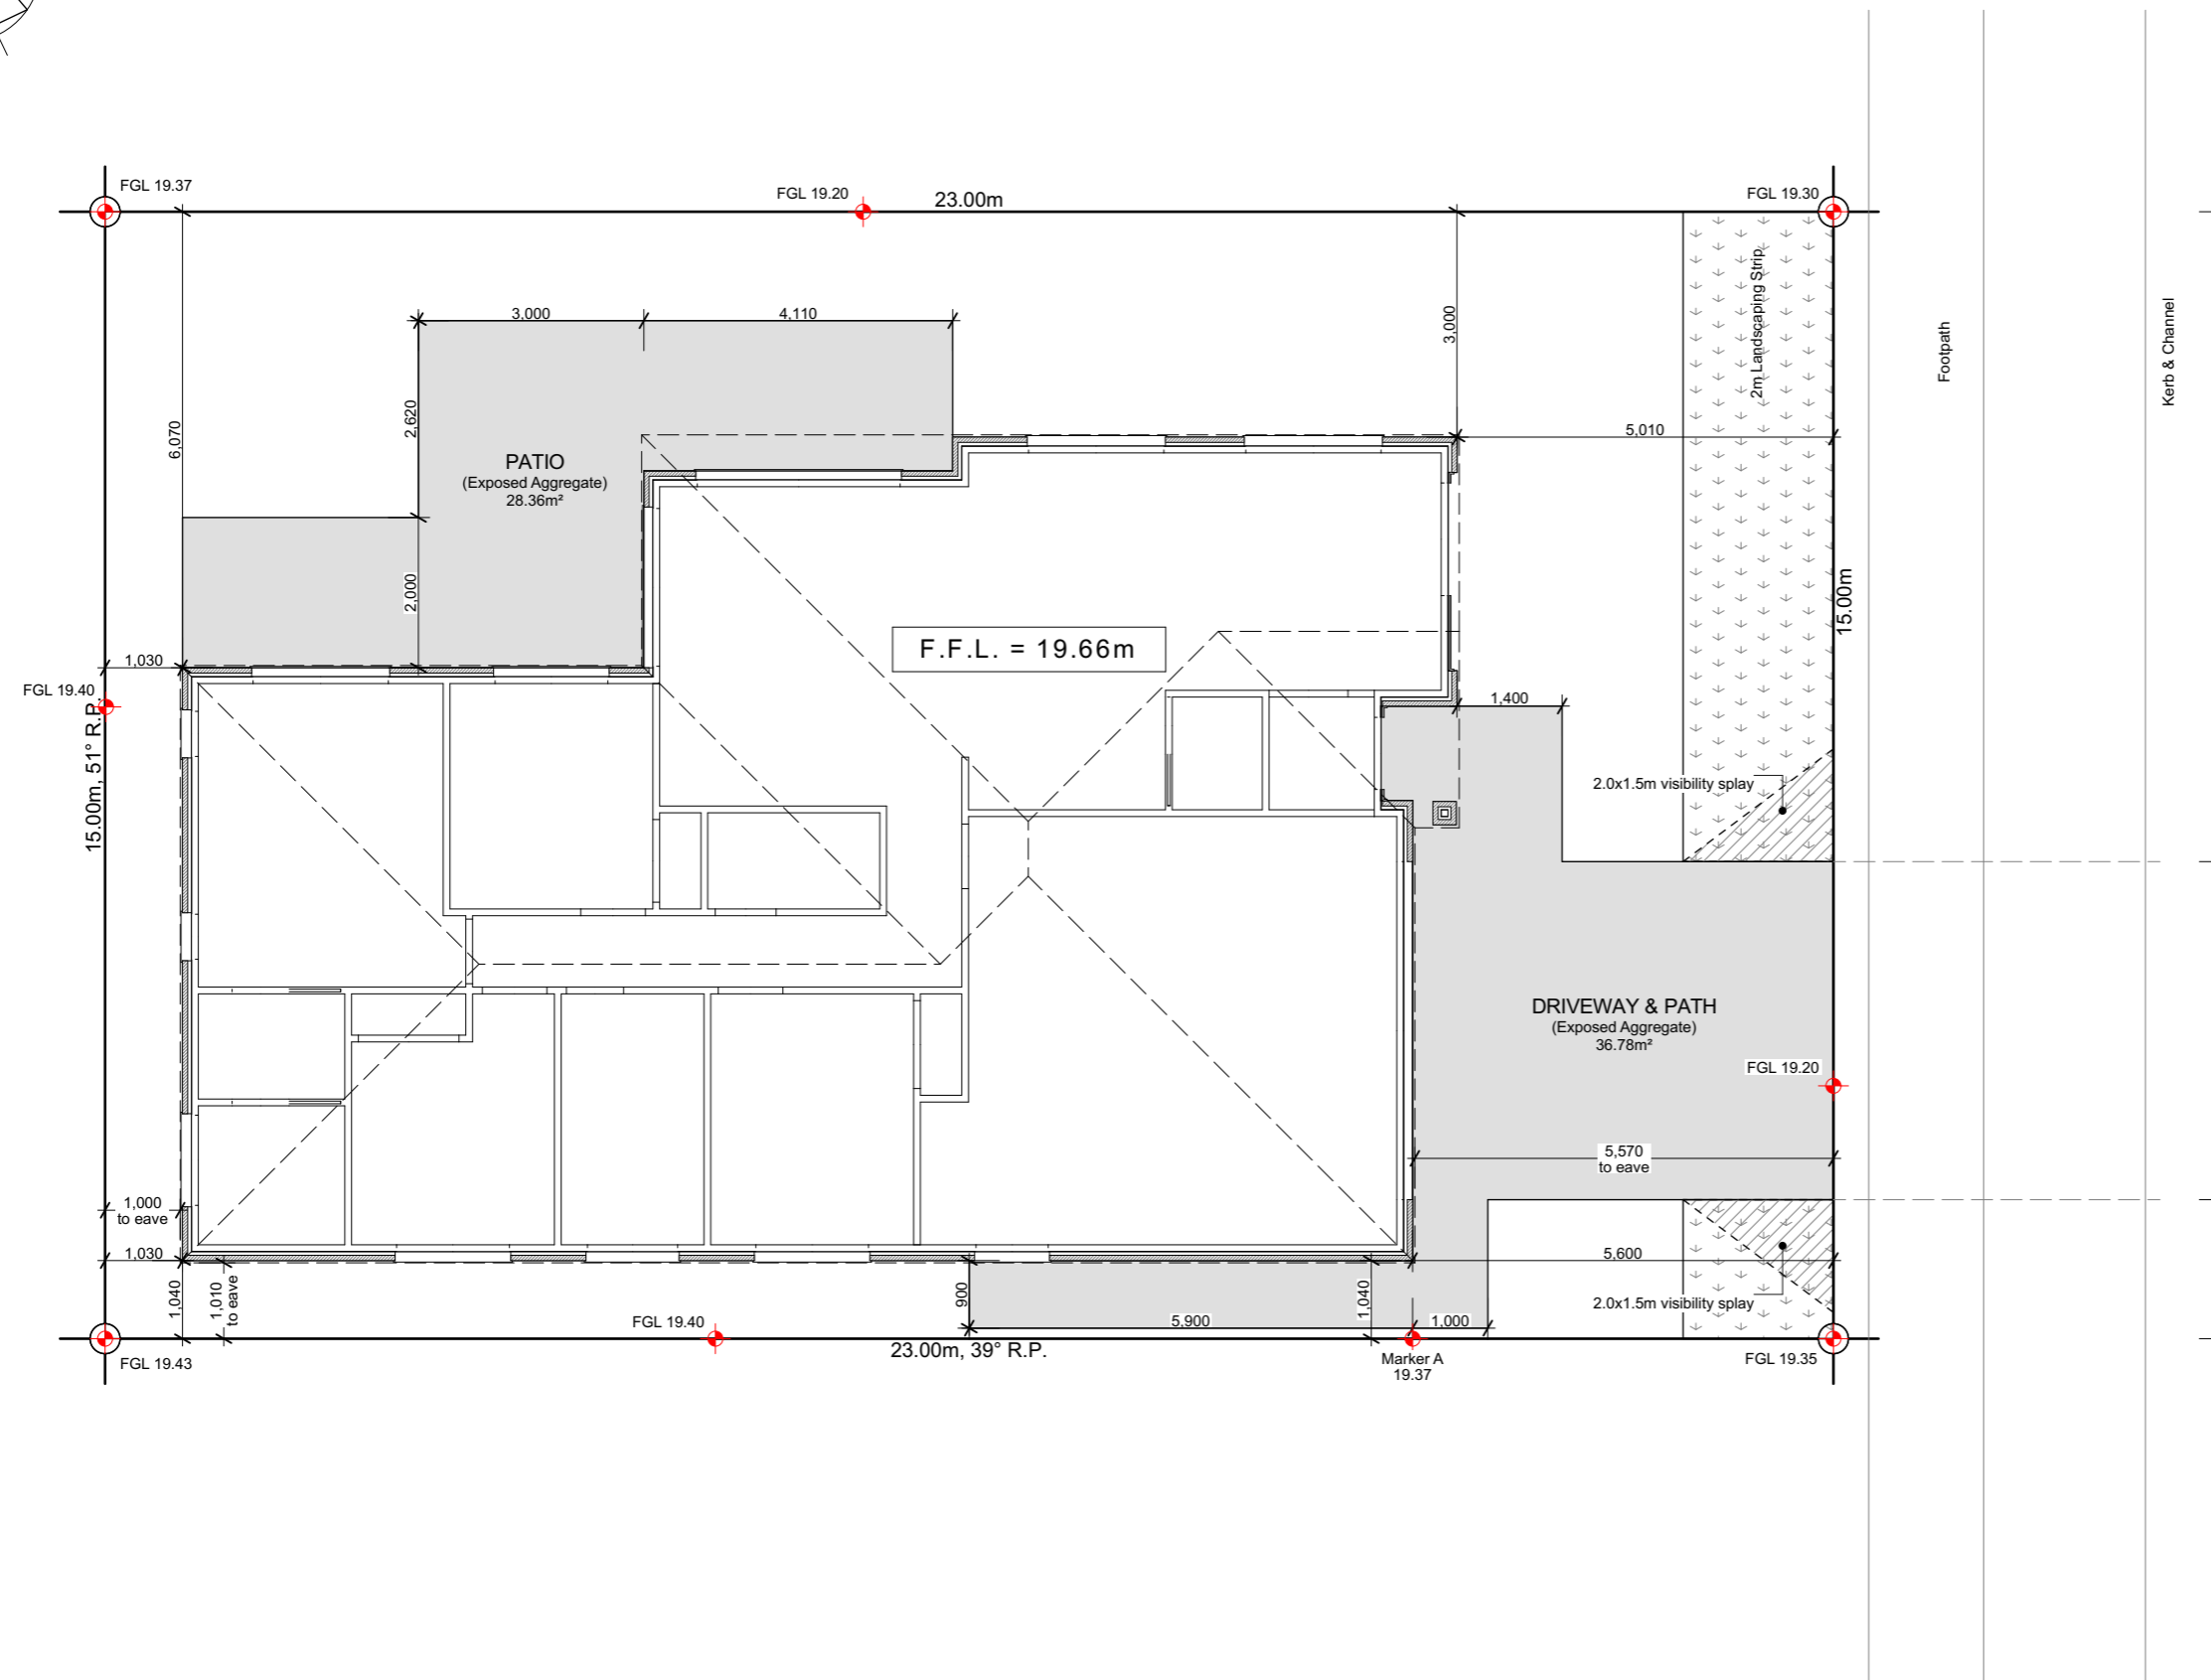 FGL 19.37
FGL 19.20
23.00m
FGL 19.30
3,000
4,110
3,000
2m Landscaping Strip
Footpath
Kerb & Channel
6,070
2,620
5,010
PATIO
(Exposed Aggregate)
28.36m²
2,000
15.00m
F.F.L. = 19.66m
1,030
FGL 19.40
15.00m, 51° R.P.
1,400
2.0x1.5m visibility splay
DRIVEWAY & PATH
(Exposed Aggregate)
36.78m²
FGL 19.20
5,570
to eave
1,000
to eave
1,030
5,600
1,040
1,010
to eave
900
1,040
2.0x1.5m visibility splay
FGL 19.40
5,900
1,000
23.00m, 39° R.P.
FGL 19.43
Marker A
19.37
FGL 19.35